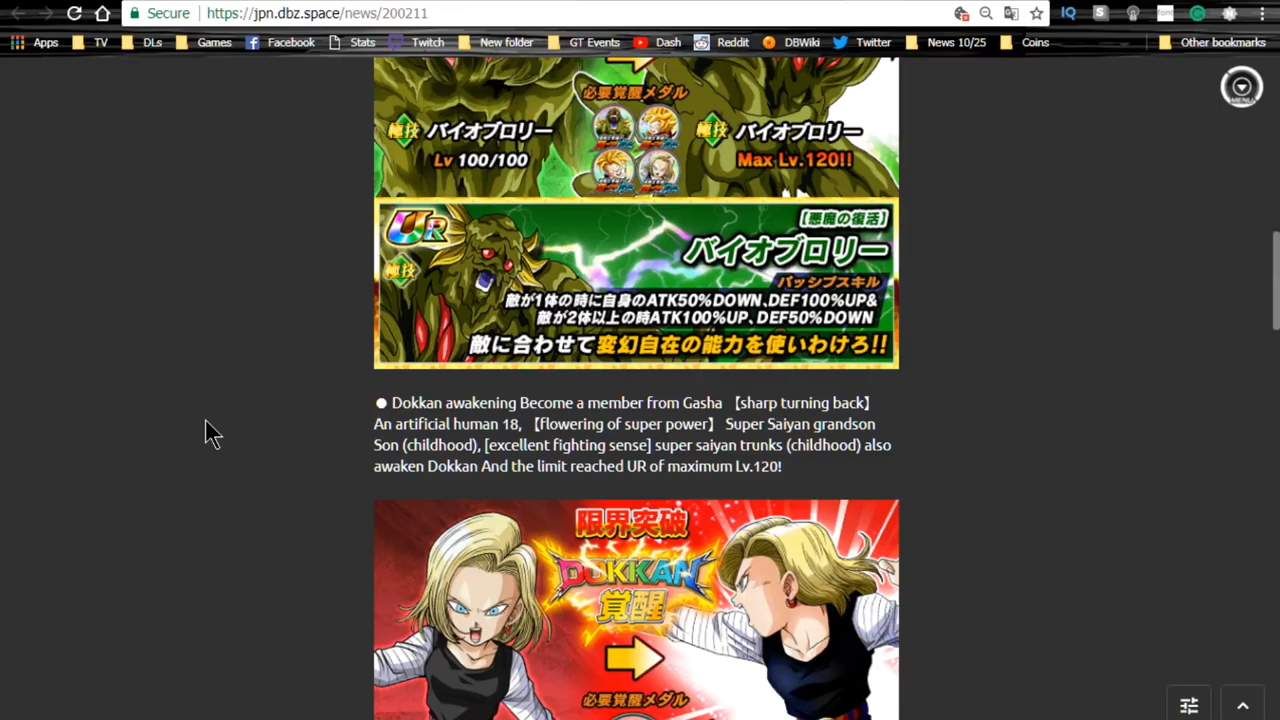 Secure
https://jpn.dbz.space/news/200211
Apps TV DLs Games Facebook Stats Twitch New folder GT Events Dash Reddit DBWiki Twitter News 10/25 Coins Other bookmarks
MENU
必要覚醒メダル
極技 バイオブロリー
Lv 100/100
極技 バイオブロリー
Max Lv.120!!
UR
【悪魔の復活】
極技 バイオブロリー
パッシブスキル
敵が1体の時に自身のATK50%DOWN、DEF100%UP&
敵が2体以上の時ATK100%UP、DEF50%DOWN
敵に合わせて変幻自在の能力を使いわけろ!!
● Dokkan awakening Become a member from Gasha 【sharp turning back】
An artificial human 18, 【flowering of super power】 Super Saiyan grandson
Son (childhood), [excellent fighting sense] super saiyan trunks (childhood) also
awaken Dokkan And the limit reached UR of maximum Lv.120!
限界突破
DOKKAN
覚醒
必要覚醒メダル